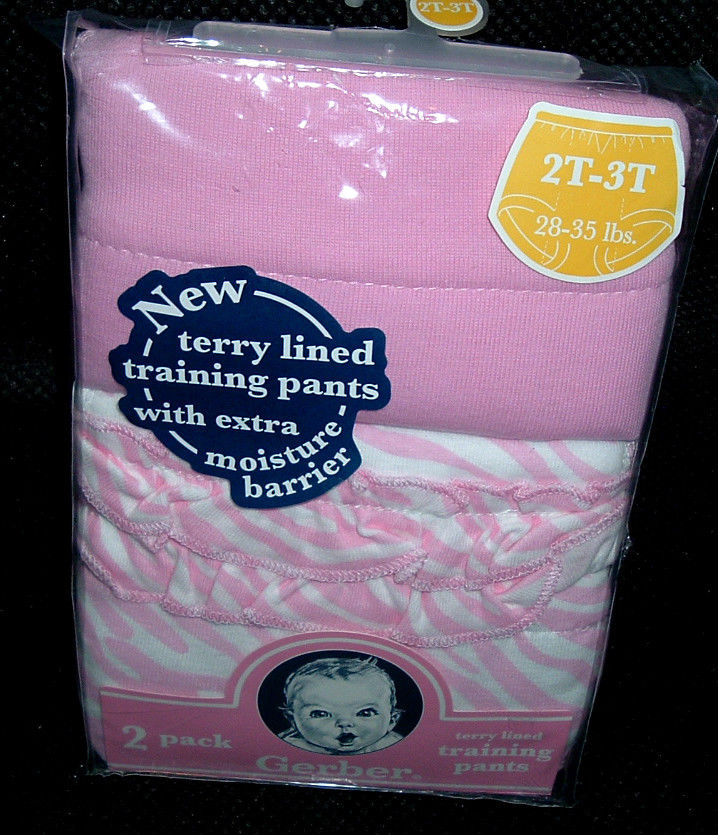 2T-3T
2T-3T
28-35 lbs.
New
terry lined
training pants
with extra
moisture
barrier
2 pack
Gerber.
terry lined
training
pants